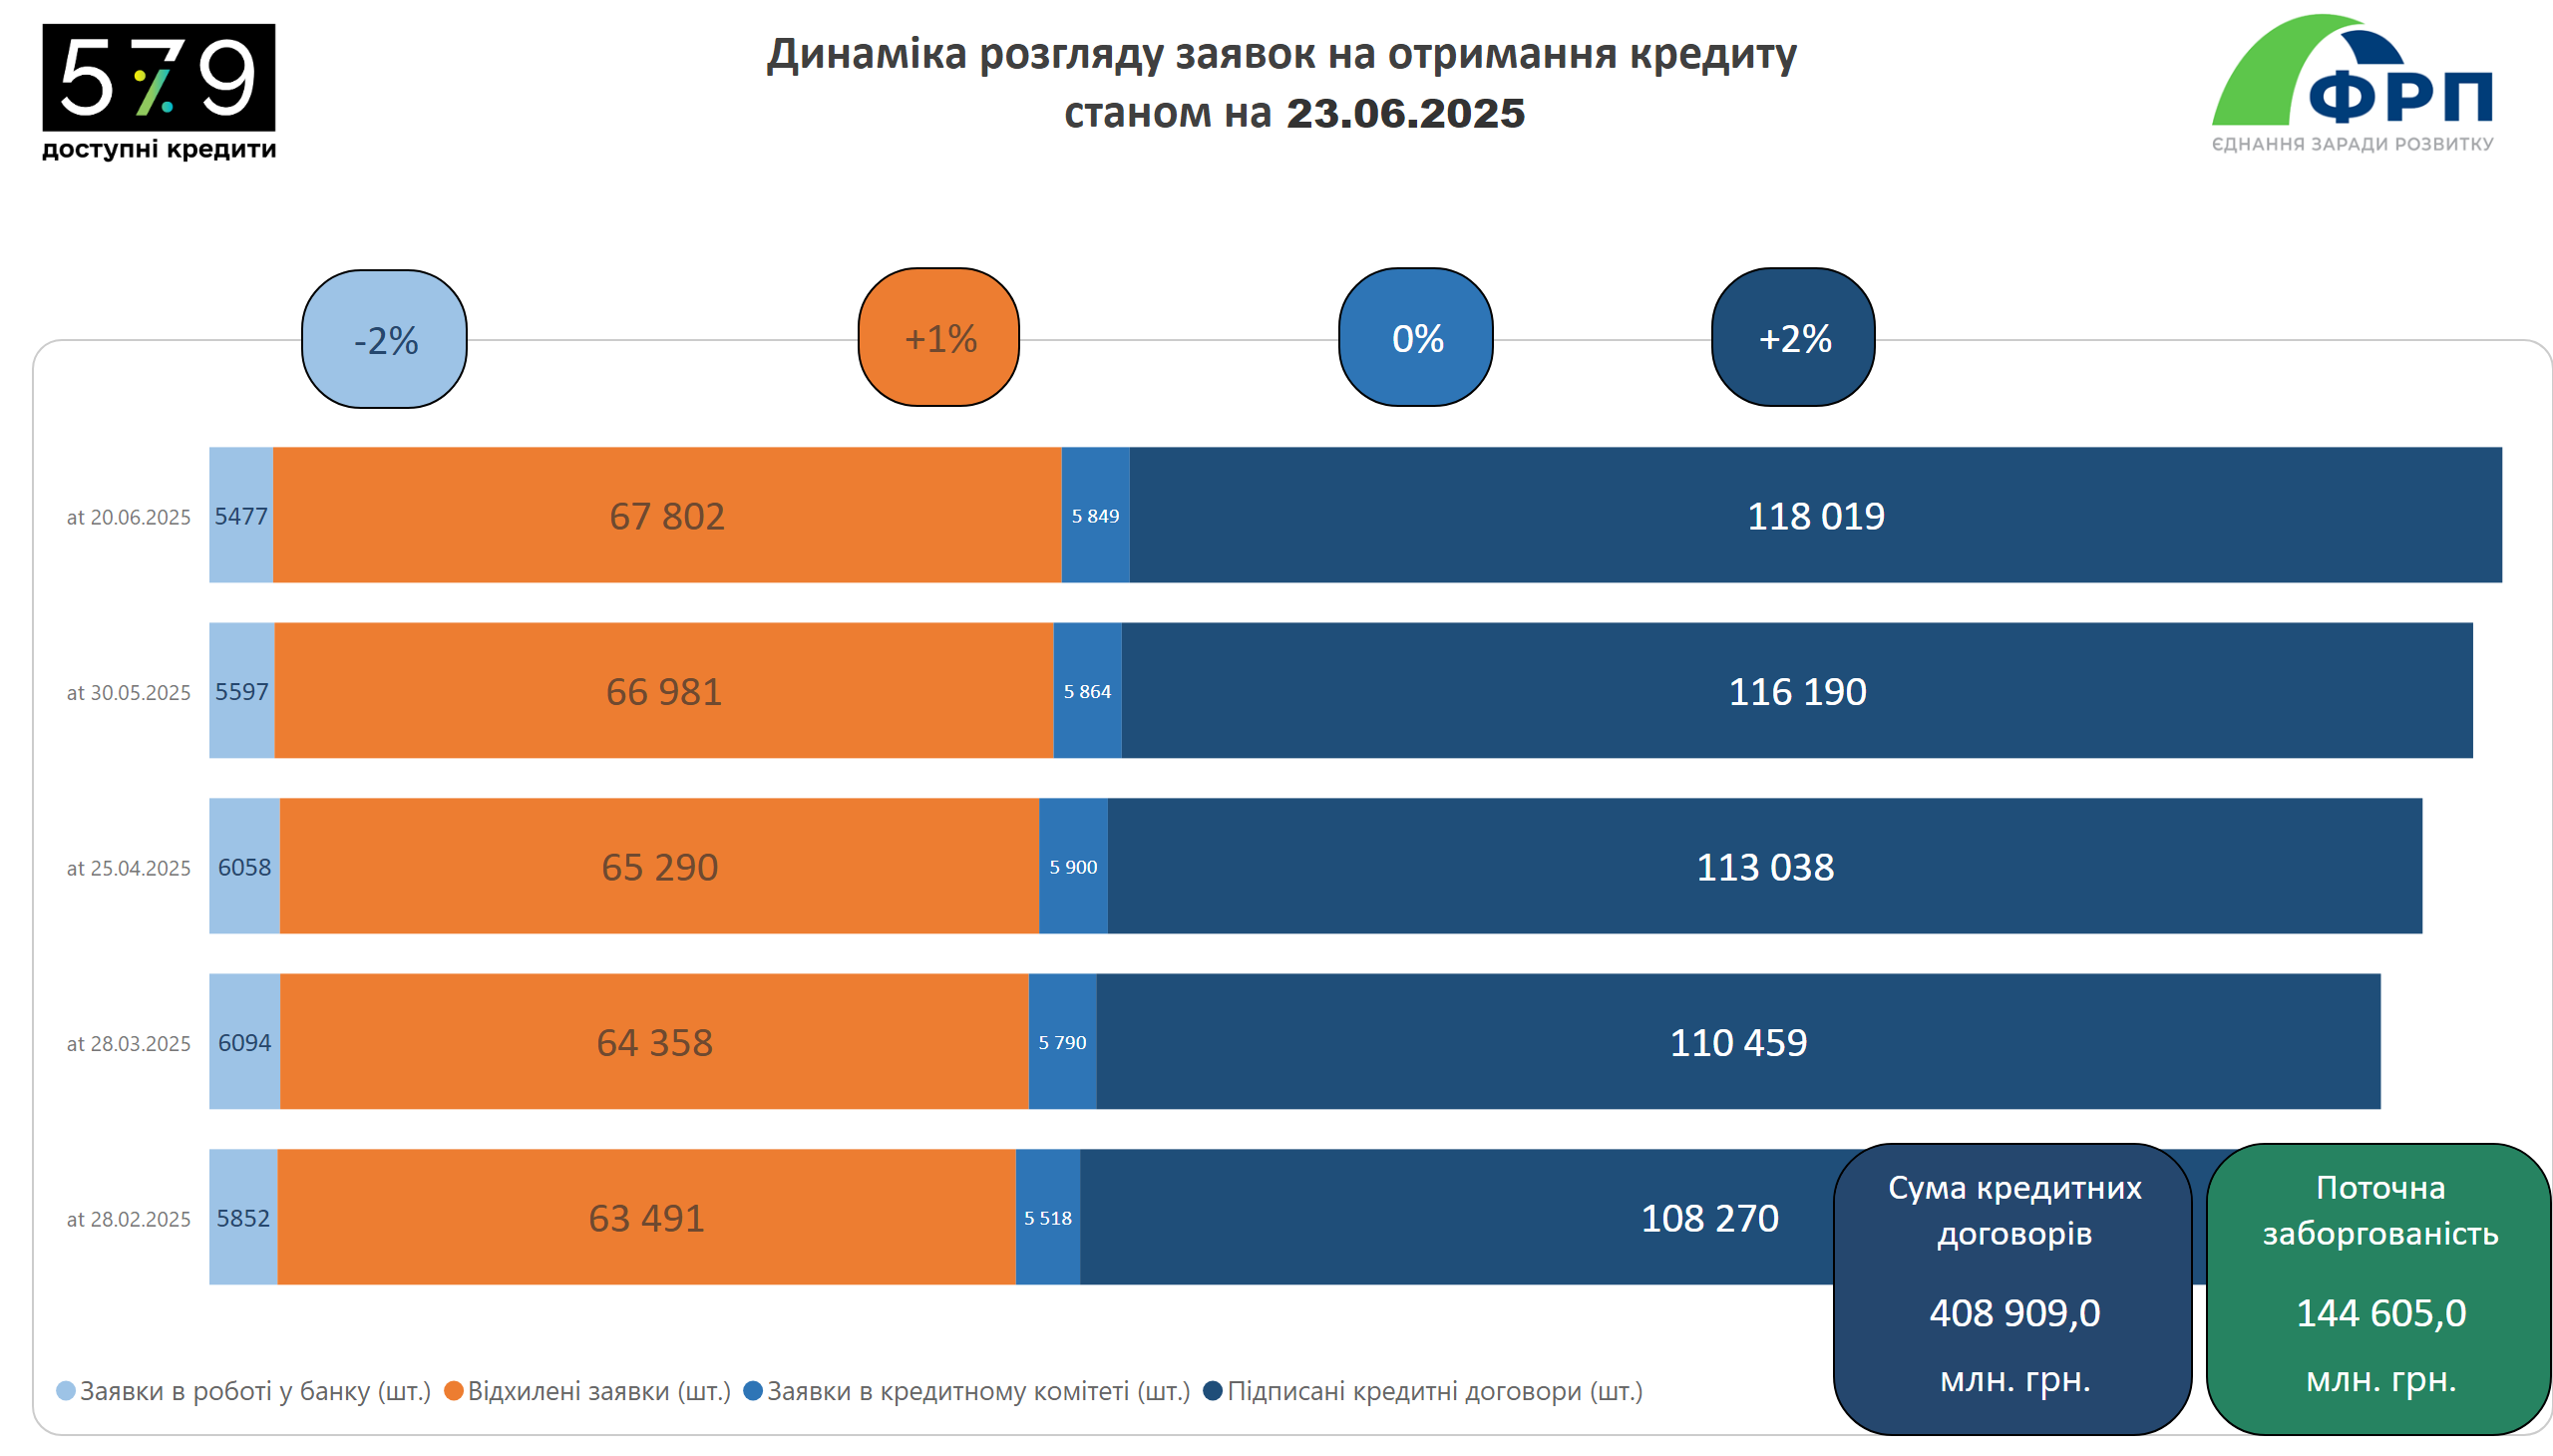 5%9
доступні кредити
Динаміка розгляду заявок на отримання кредиту
станом на 23.06.2025
ФРП
ЄДНАННЯ ЗАРАДИ РОЗВИТКУ
-2%
+1%
0%
+2%
at 20.06.2025 5477 67 802 5 849 118 019
at 30.05.2025 5597 66 981 5 864 116 190
at 25.04.2025 6058 65 290 5 900 113 038
at 28.03.2025 6094 64 358 5 790 110 459
at 28.02.2025 5852 63 491 5 518 108 270
Сума кредитних
договорів
408 909,0
млн. грн.
Поточна
заборгованість
144 605,0
млн. грн.
Заявки в роботі у банку (шт.) Відхилені заявки (шт.) Заявки в кредитному комітеті (шт.) Підписані кредитні договори (шт.)